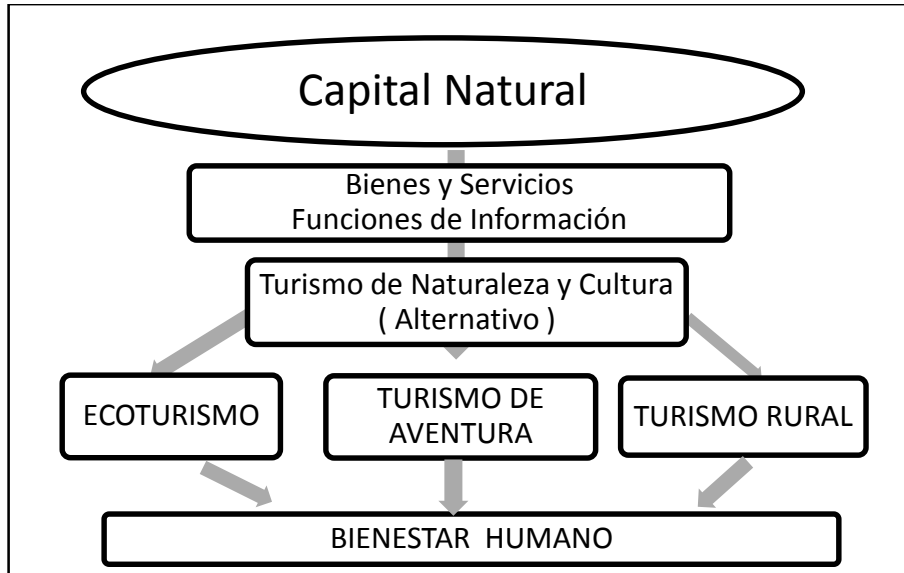 Capital Natural
Bienes y Servicios
Funciones de Información
Turismo de Naturaleza y Cultura
( Alternativo )
ECOTURISMO
TURISMO DE
AVENTURA
TURISMO RURAL
BIENESTAR HUMANO